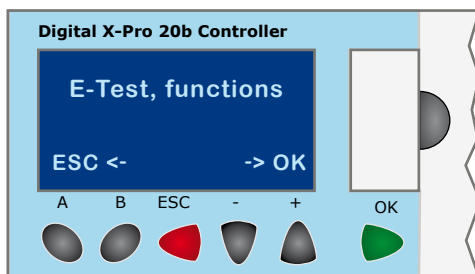 Digital X-Pro 20b Controller
E-Test, functions
ESC <- -> OK
A B ESC - + OK